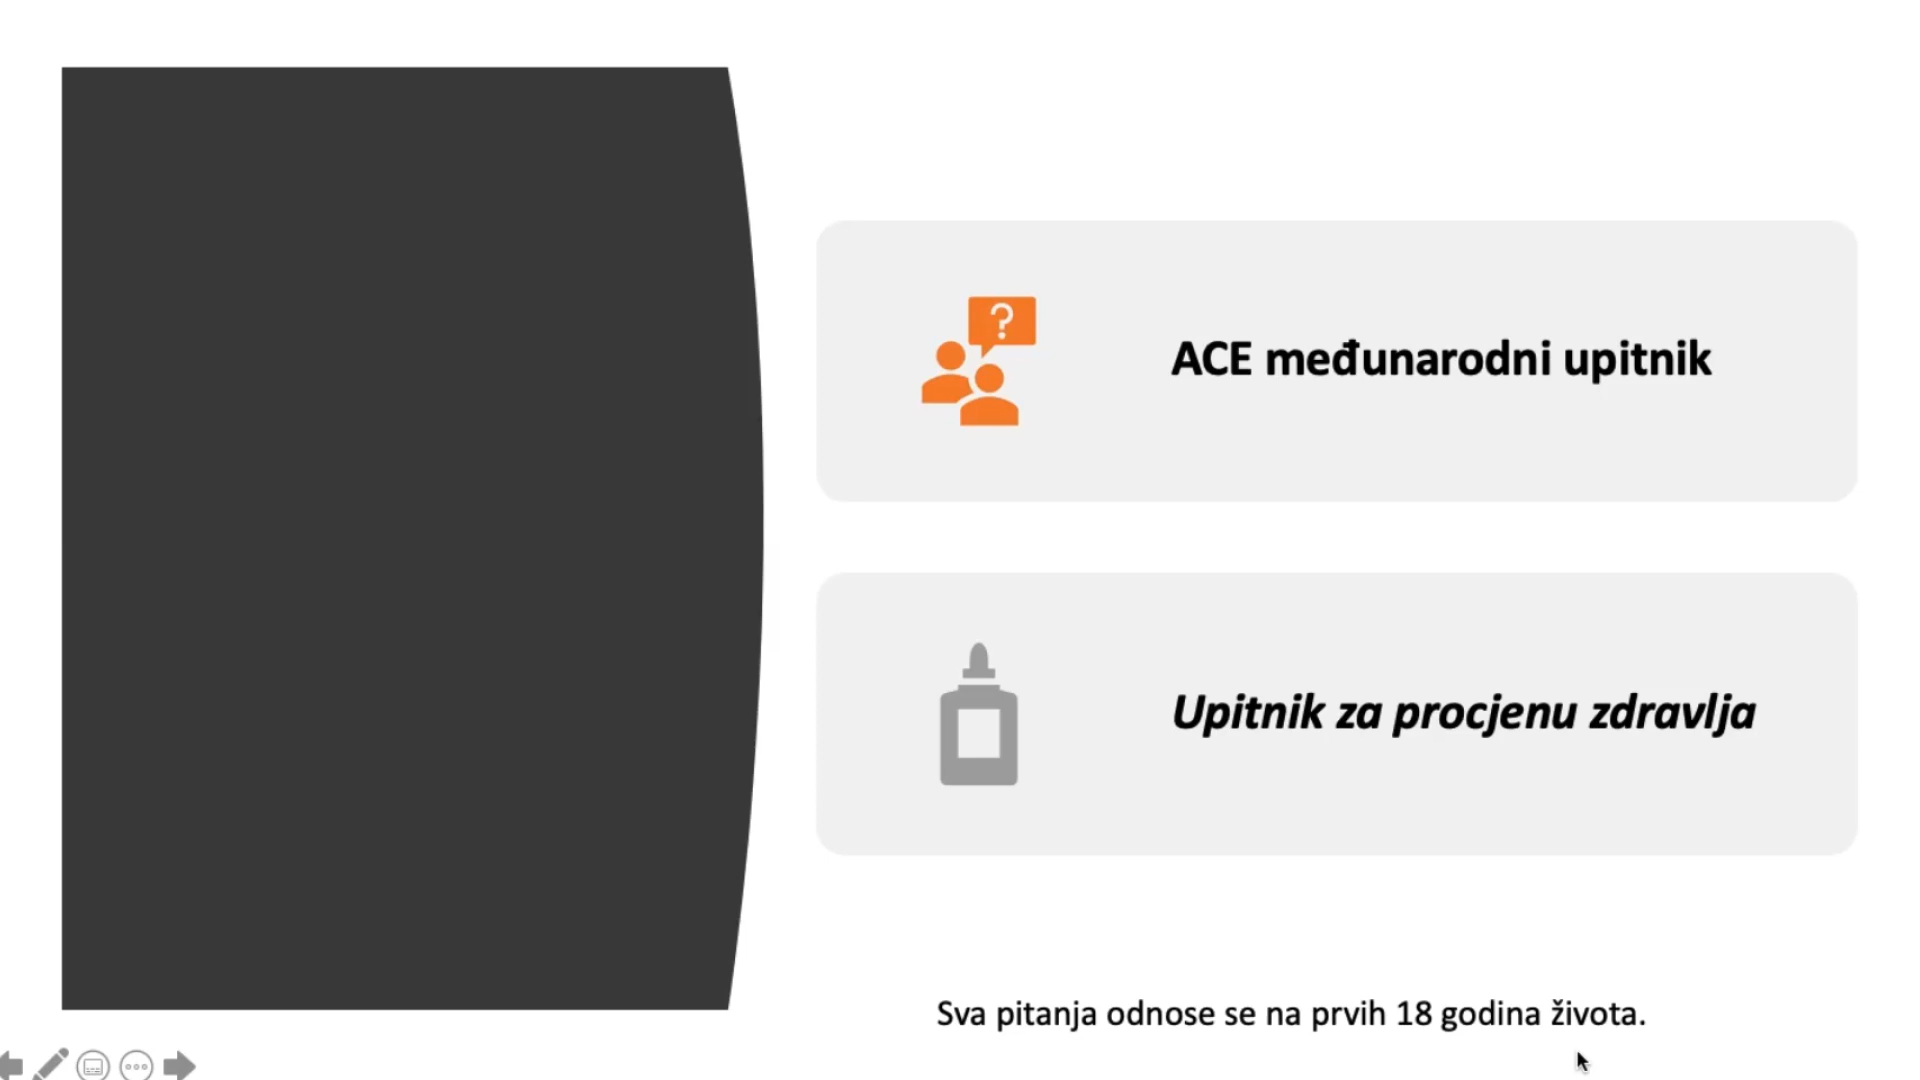 ?
ACE međunarodni upitnik
Upitnik za procjenu zdravlja
Sva pitanja odnose se na prvih 18 godina života.